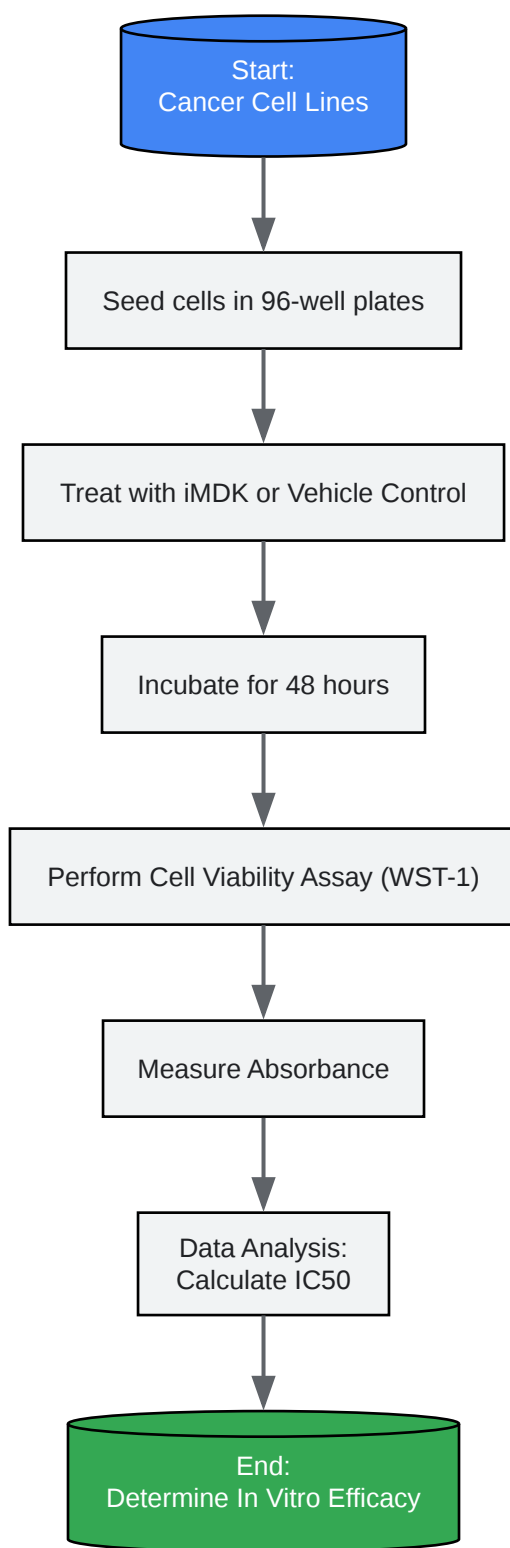 Start:
Cancer Cell Lines
Seed cells in 96-well plates
Treat with iMDK or Vehicle Control
Incubate for 48 hours
Perform Cell Viability Assay (WST-1)
Measure Absorbance
Data Analysis:
Calculate IC50
End:
Determine In Vitro Efficacy